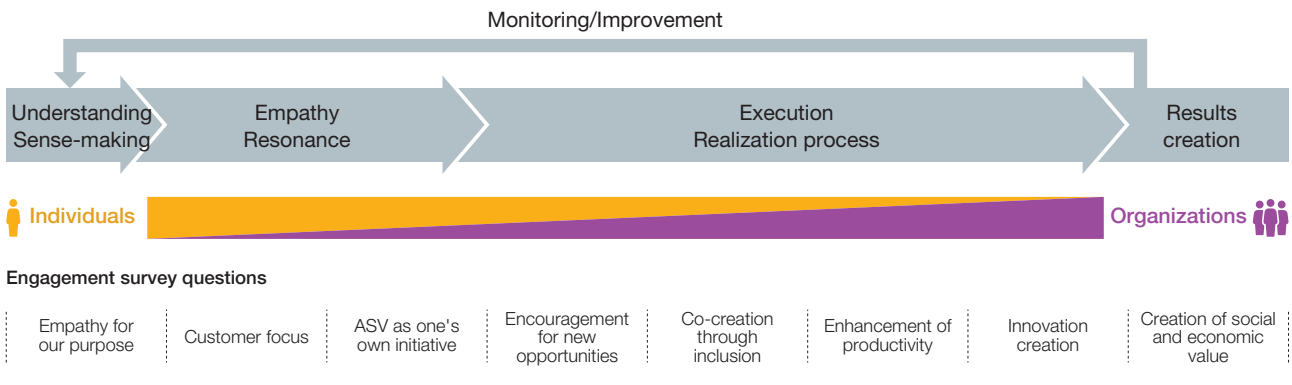 Monitoring/Improvement
Understanding
Sense-making
Empathy
Resonance
Execution
Realization process
Results
creation
Individuals
Organizations
Engagement survey questions
Empathy for
our purpose
Customer focus
ASV as one's
own initiative
Encouragement
for new
opportunities
Co-creation
through
inclusion
Enhancement of
productivity
Innovation
creation
Creation of social
and economic
value